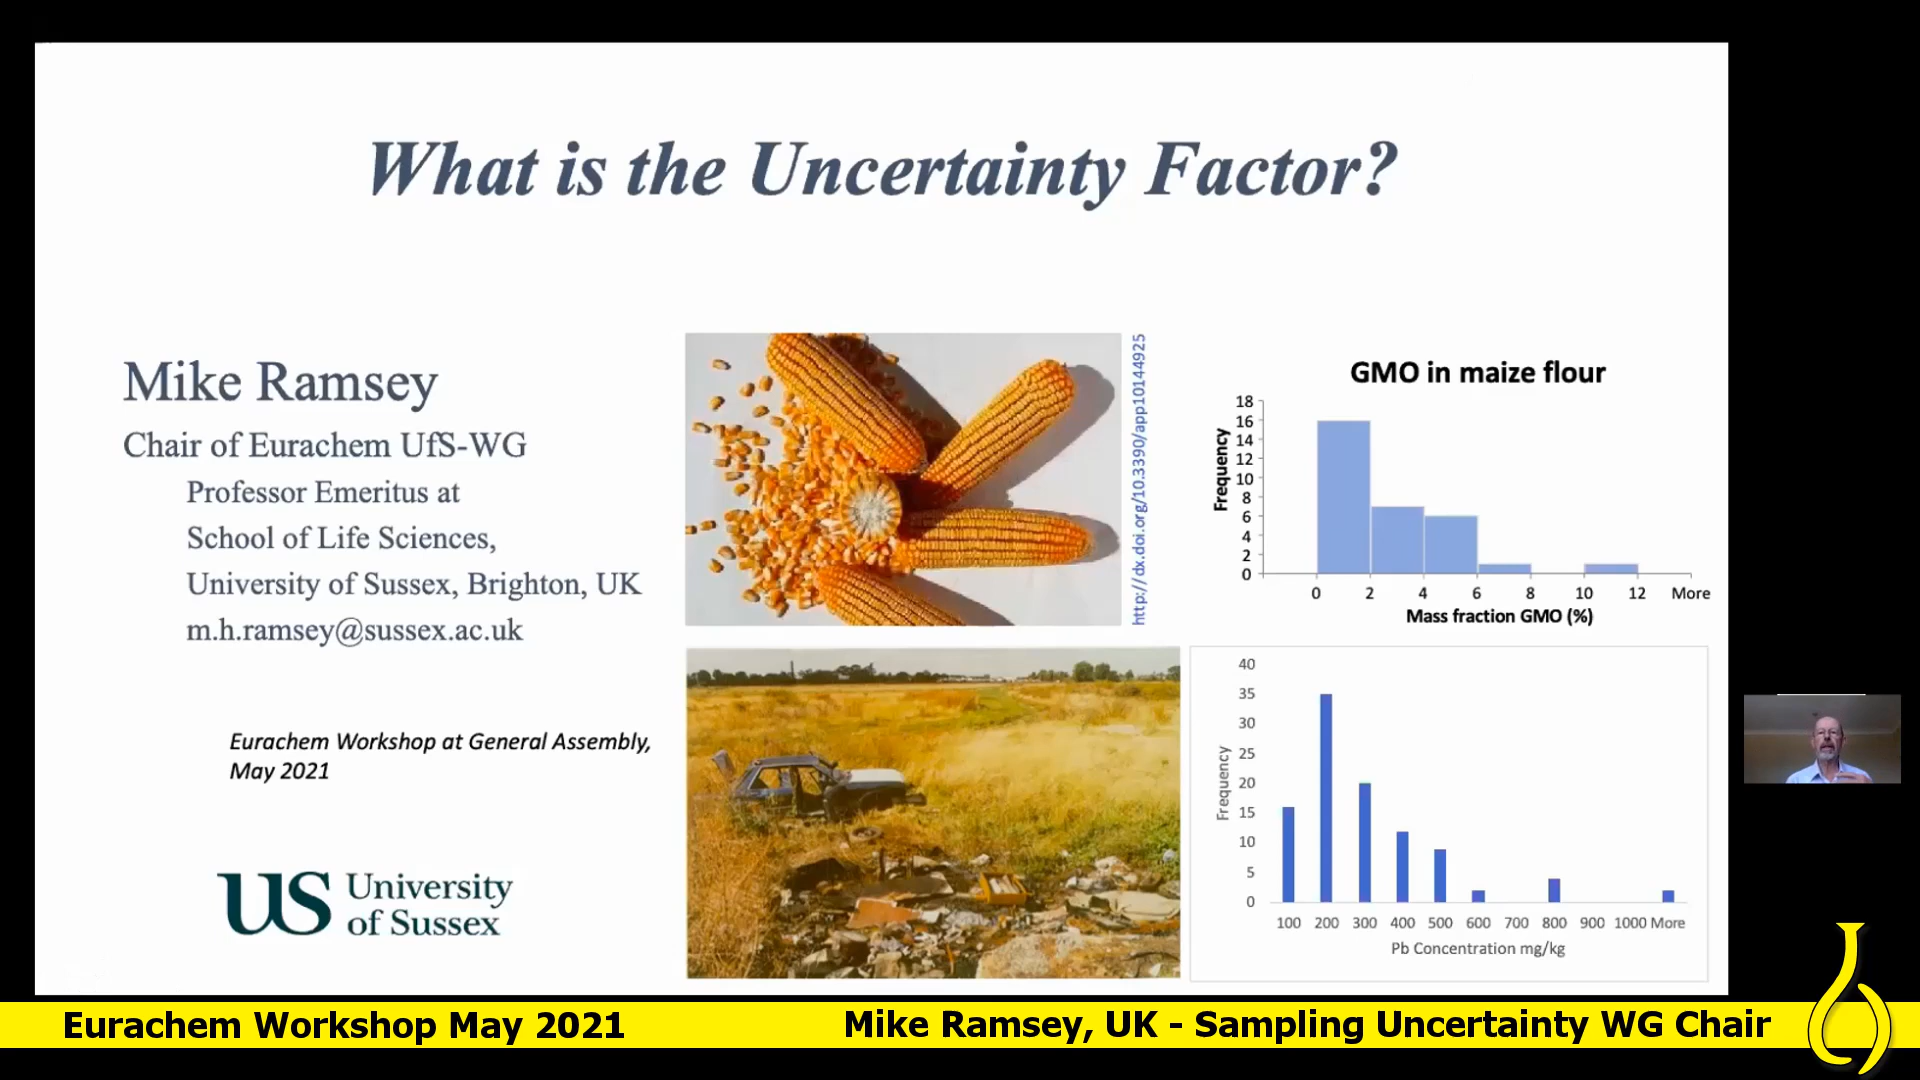 What is the Uncertainty Factor?
Mike Ramsey
Chair of Eurachem UfS-WG
Professor Emeritus at
School of Life Sciences,
University of Sussex, Brighton, UK
m.h.ramsey@sussex.ac.uk
Eurachem Workshop at General Assembly,
May 2021
US University
of Sussex
http://dx.doi.org/10.3390/app10144925
GMO in maize flour
Frequency
18
16
14
12
10
8
6
4
2
0
0 2 4 6 8 10 12 More
Mass fraction GMO (%)
Frequency
40
35
30
25
20
15
10
5
0
100 200 300 400 500 600 700 800 900 1000 More
Pb Concentration mg/kg
Eurachem Workshop May 2021
Mike Ramsey, UK - Sampling Uncertainty WG Chair